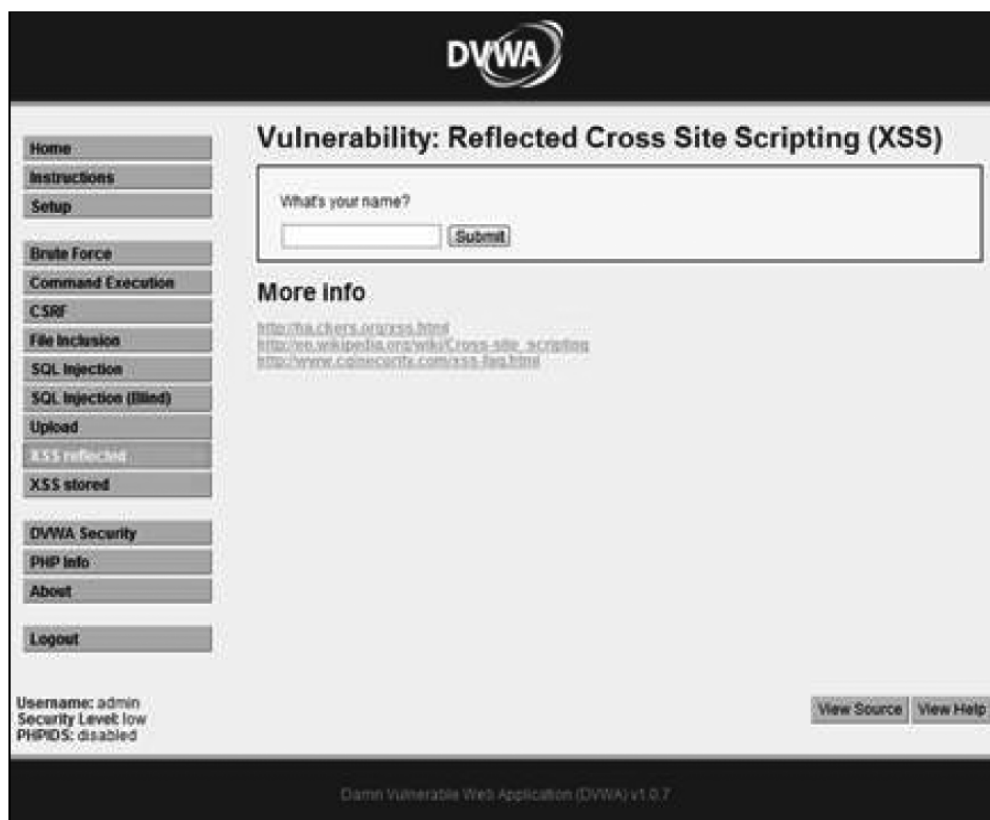 DVWA
Vulnerability: Reflected Cross Site Scripting (XSS)
Home
Instructions
Setup
Brute Force
Command Execution
CSRF
File Inclusion
SQL Injection
SQL Injection (Blind)
Upload
XSS reflected
XSS stored
DVWA Security
PHP Info
About
Logout
What's your name?
Submit
More info
http://ha.ckers.org/xss.html
http://en.wikipedia.org/wiki/Cross-site_scripting
http://www.cgisecurity.com/xss-faq.html
Username: admin
Security Level: low
PHPIDS: disabled
View Source
View Help
Damn Vulnerable Web Application (DVWA) v1.0.7